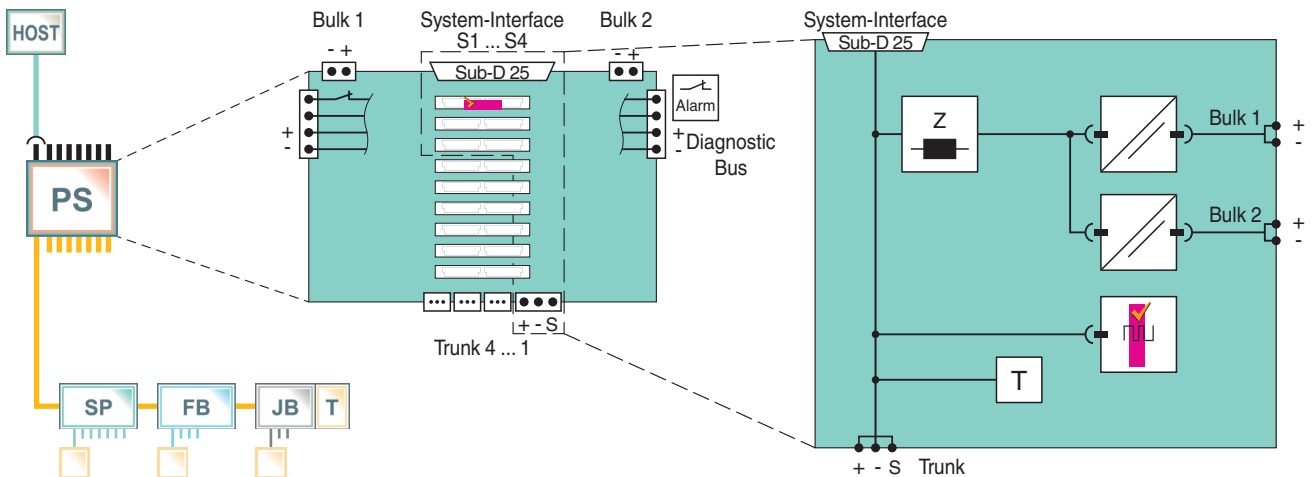 HOST
PS
SP
FB
JB
T
Bulk 1
- +
System-Interface
S1 ... S4
Sub-D 25
Bulk 2
- +
+
-
Alarm
+
-
Diagnostic
Bus
+ - S
Trunk 4 ... 1
System-Interface
Sub-D 25
Z
Bulk 1
+
-
Bulk 2
+
-
T
+ - S Trunk